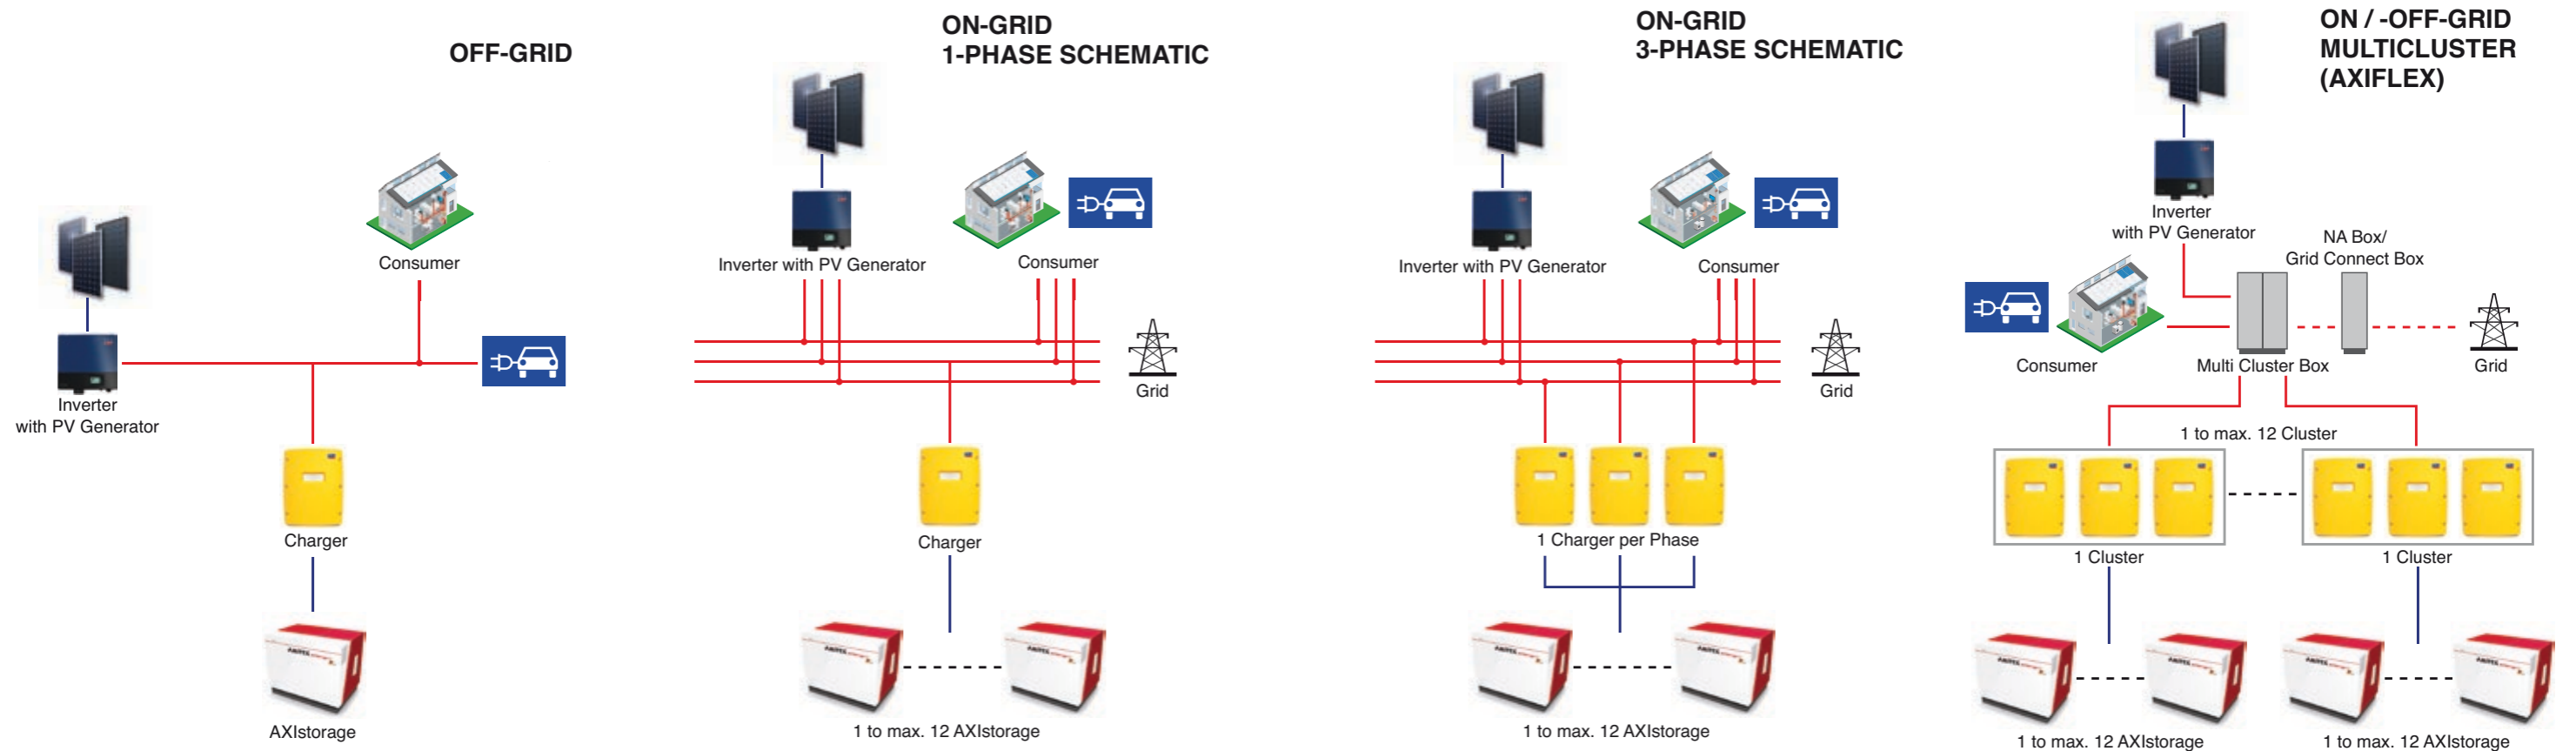 OFF-GRID
Consumer
Inverter
with PV Generator
Charger
AXIstorage
ON-GRID
1-PHASE SCHEMATIC
Inverter with PV Generator
Consumer
Grid
Charger
1 to max. 12 AXIstorage
ON-GRID
3-PHASE SCHEMATIC
Inverter with PV Generator
Consumer
Grid
1 Charger per Phase
1 to max. 12 AXIstorage
ON / -OFF-GRID
MULTICLUSTER
(AXIFLEX)
Inverter
with PV Generator
NA Box/
Grid Connect Box
Consumer
Multi Cluster Box
Grid
1 to max. 12 Cluster
1 Cluster
1 Cluster
1 to max. 12 AXIstorage
1 to max. 12 AXIstorage